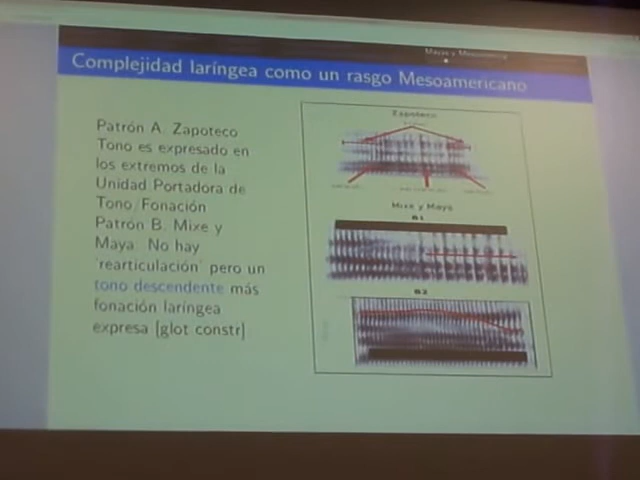 Mayas y Mesoamérica
Complejidad laríngea como un rasgo Mesoamericano
Patrón A. Zapoteco
Tono es expresado en
los extremos de la
Unidad Portadora de
Tono/Fonación
Patrón B. Mixe y
Maya. No hay
'rearticulación' pero un
tono descendente más
fonación laríngea
expresa [glot constr]
Zapoteco
Mixe y Maya
B1
B2